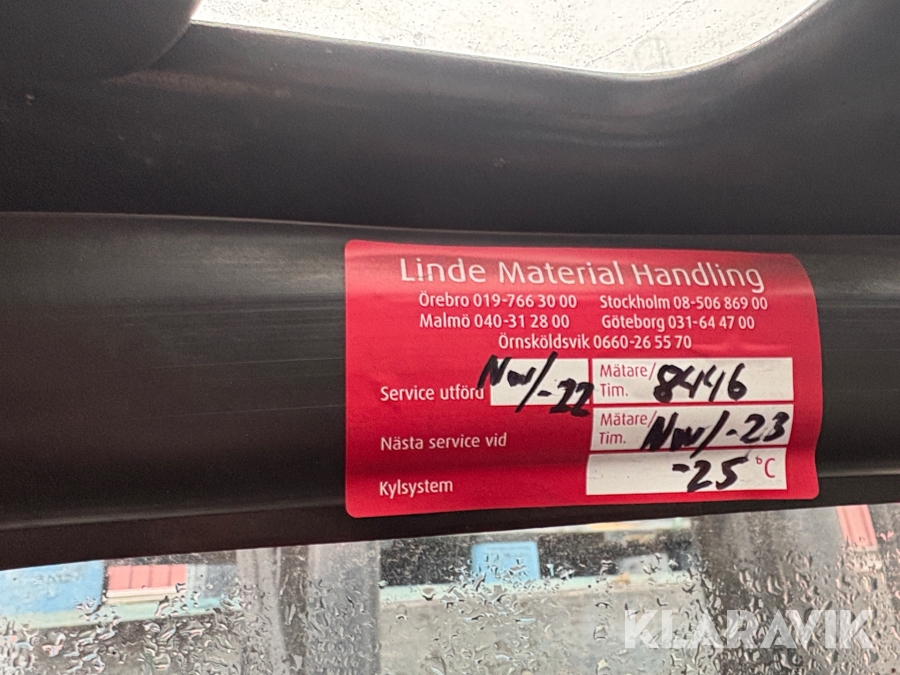 Linde Material Handling
Örebro 019-766 30 00 Stockholm 08-506 869 00
Malmö 040-31 28 00 Göteborg 031-64 47 00
Örnsköldsvik 0660-26 55 70
Service utförd Nov/-22 Mätare/Tim. 8446
Nästa service vid Mätare/Tim. Nov/-23
Kylsystem -25 °C
KLARAVIK